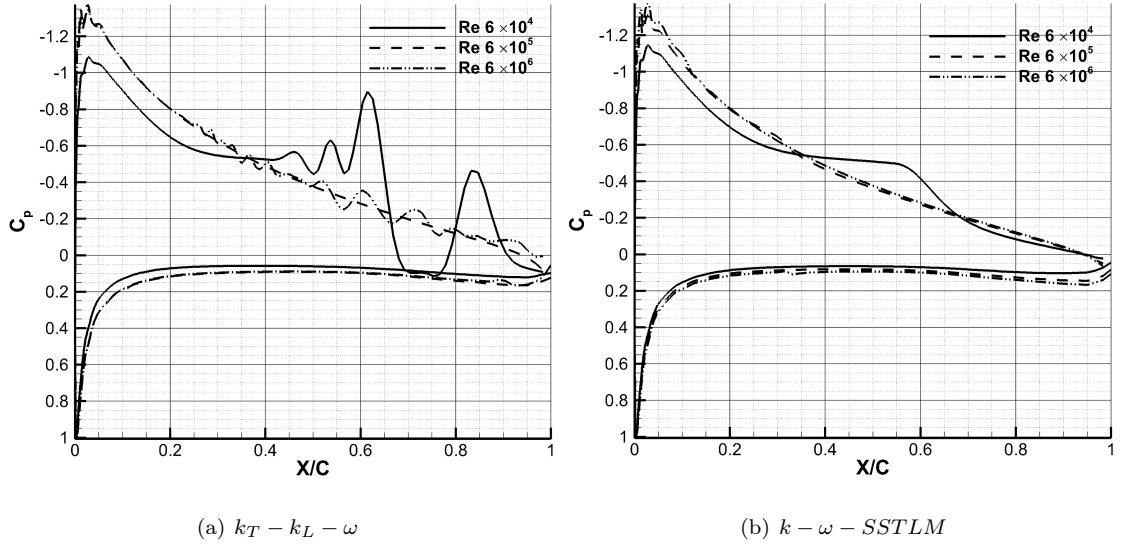 -1.2
-1
-0.8
-0.6
-0.4
-0.2
0
0.2
0.4
0.6
0.8
1
Cp
0 0.2 0.4 0.6 0.8 1
X/C
Re 6 ×10⁴
Re 6 ×10⁵
Re 6 ×10⁶
(a) k_T − k_L − ω
-1.2
-1
-0.8
-0.6
-0.4
-0.2
0
0.2
0.4
0.6
0.8
1
Cp
0 0.2 0.4 0.6 0.8 1
X/C
Re 6 ×10⁴
Re 6 ×10⁵
Re 6 ×10⁶
(b) k − ω − SSTLM